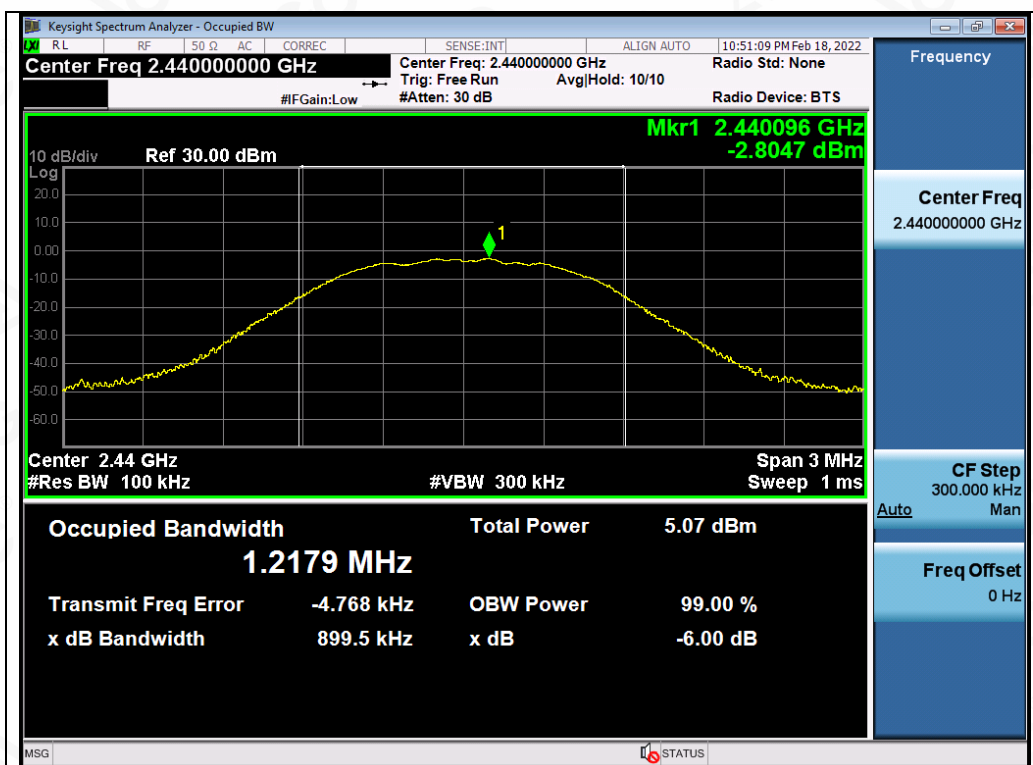 Keysight Spectrum Analyzer - Occupied BW
LXI RL RF 50 Ω AC CORREC SENSE:INT ALIGN AUTO 10:51:09 PM Feb 18, 2022
Center Freq 2.440000000 GHz
Center Freq: 2.440000000 GHz Radio Std: None
Trig: Free Run Avg|Hold: 10/10
#IFGain:Low #Atten: 30 dB Radio Device: BTS
Mkr1 2.440096 GHz
10 dB/div Ref 30.00 dBm -2.8047 dBm
Log
20.0
10.0
1
0.00
-10.0
-20.0
-30.0
-40.0
-50.0
-60.0
Center 2.44 GHz Span 3 MHz
#Res BW 100 kHz #VBW 300 kHz Sweep 1 ms
Occupied Bandwidth Total Power 5.07 dBm
1.2179 MHz
Transmit Freq Error -4.768 kHz OBW Power 99.00 %
x dB Bandwidth 899.5 kHz x dB -6.00 dB
Frequency
Center Freq
2.440000000 GHz
CF Step
300.000 kHz
Auto Man
Freq Offset
0 Hz
MSG STATUS